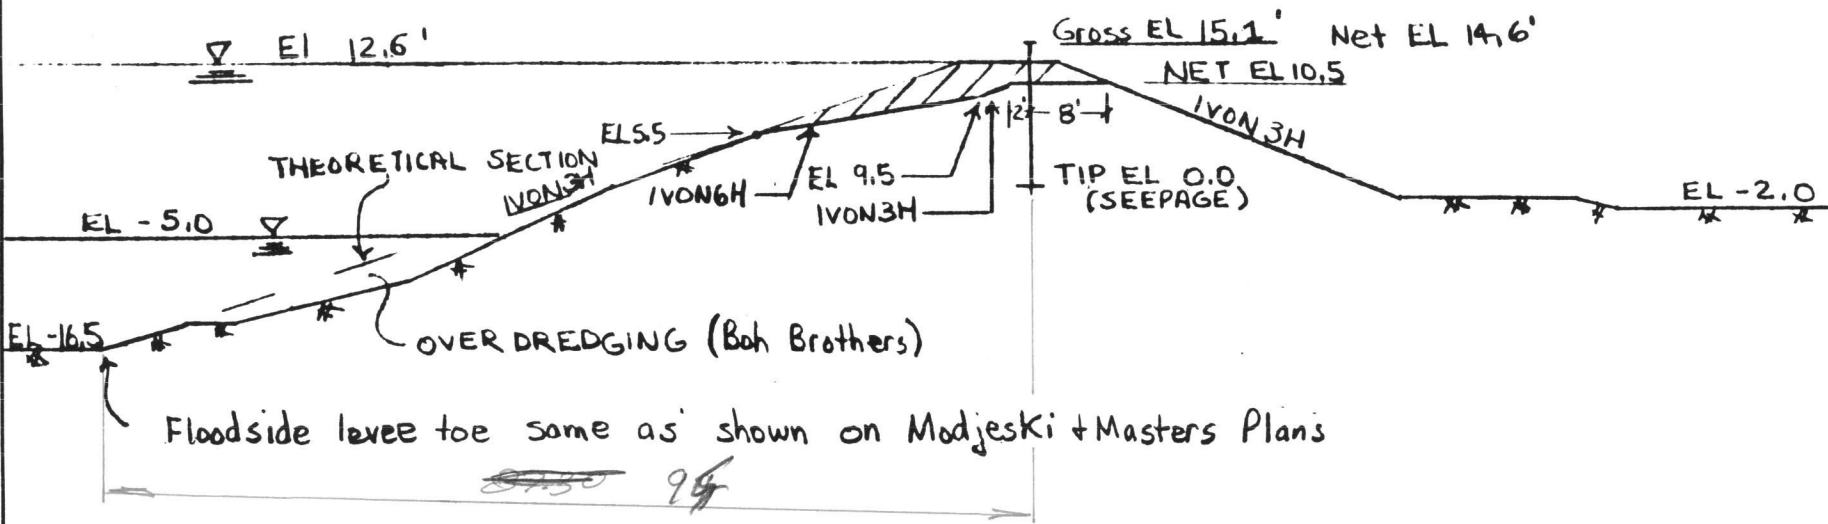 Gross EL 15.1' Net EL 14.6'
El 12.6'
NET EL 10.5
1VON3H
2' 8'
EL 5.5
THEORETICAL SECTION
1VON3H
1VON6H
EL 9.5
1VON3H
TIP EL 0.0
(SEEPAGE)
EL -2.0
EL -5.0
EL -16.5
OVER DREDGING (Boh Brothers)
Floodside levee toe same as shown on Modjeski + Masters Plans